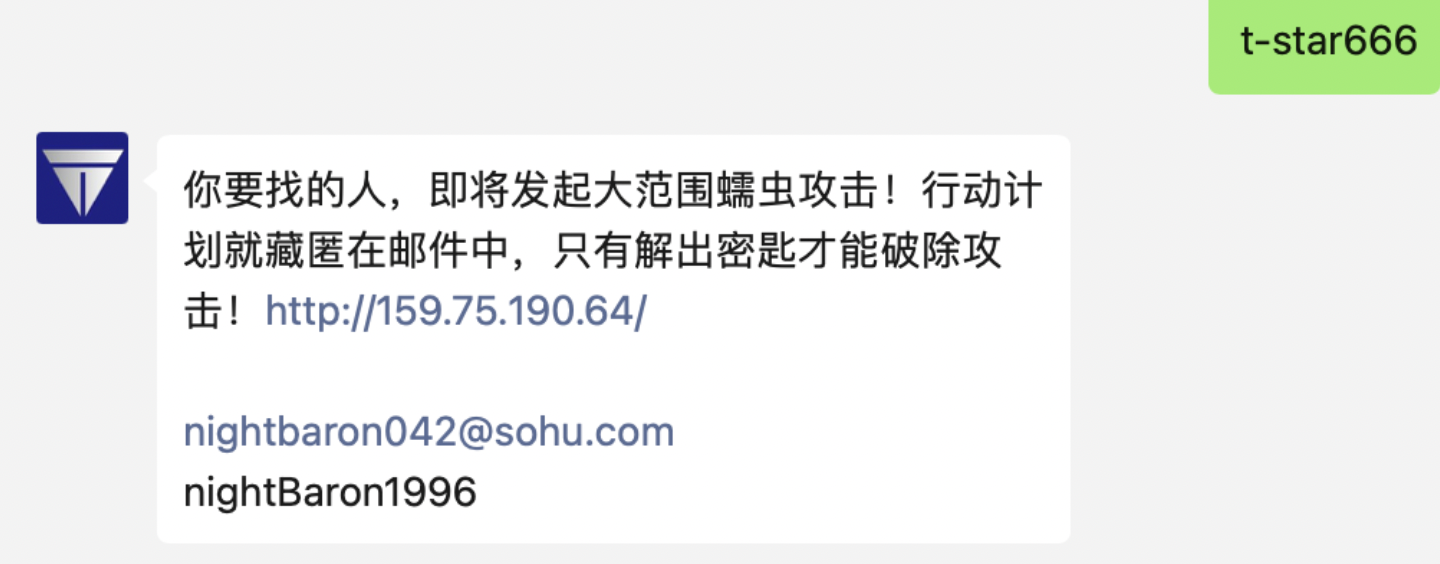 t-star666
你要找的人，即将发起大范围蠕虫攻击！行动计
划就藏匿在邮件中，只有解出密匙才能破除攻
击！http://159.75.190.64/
nightbaron042@sohu.com
nightBaron1996